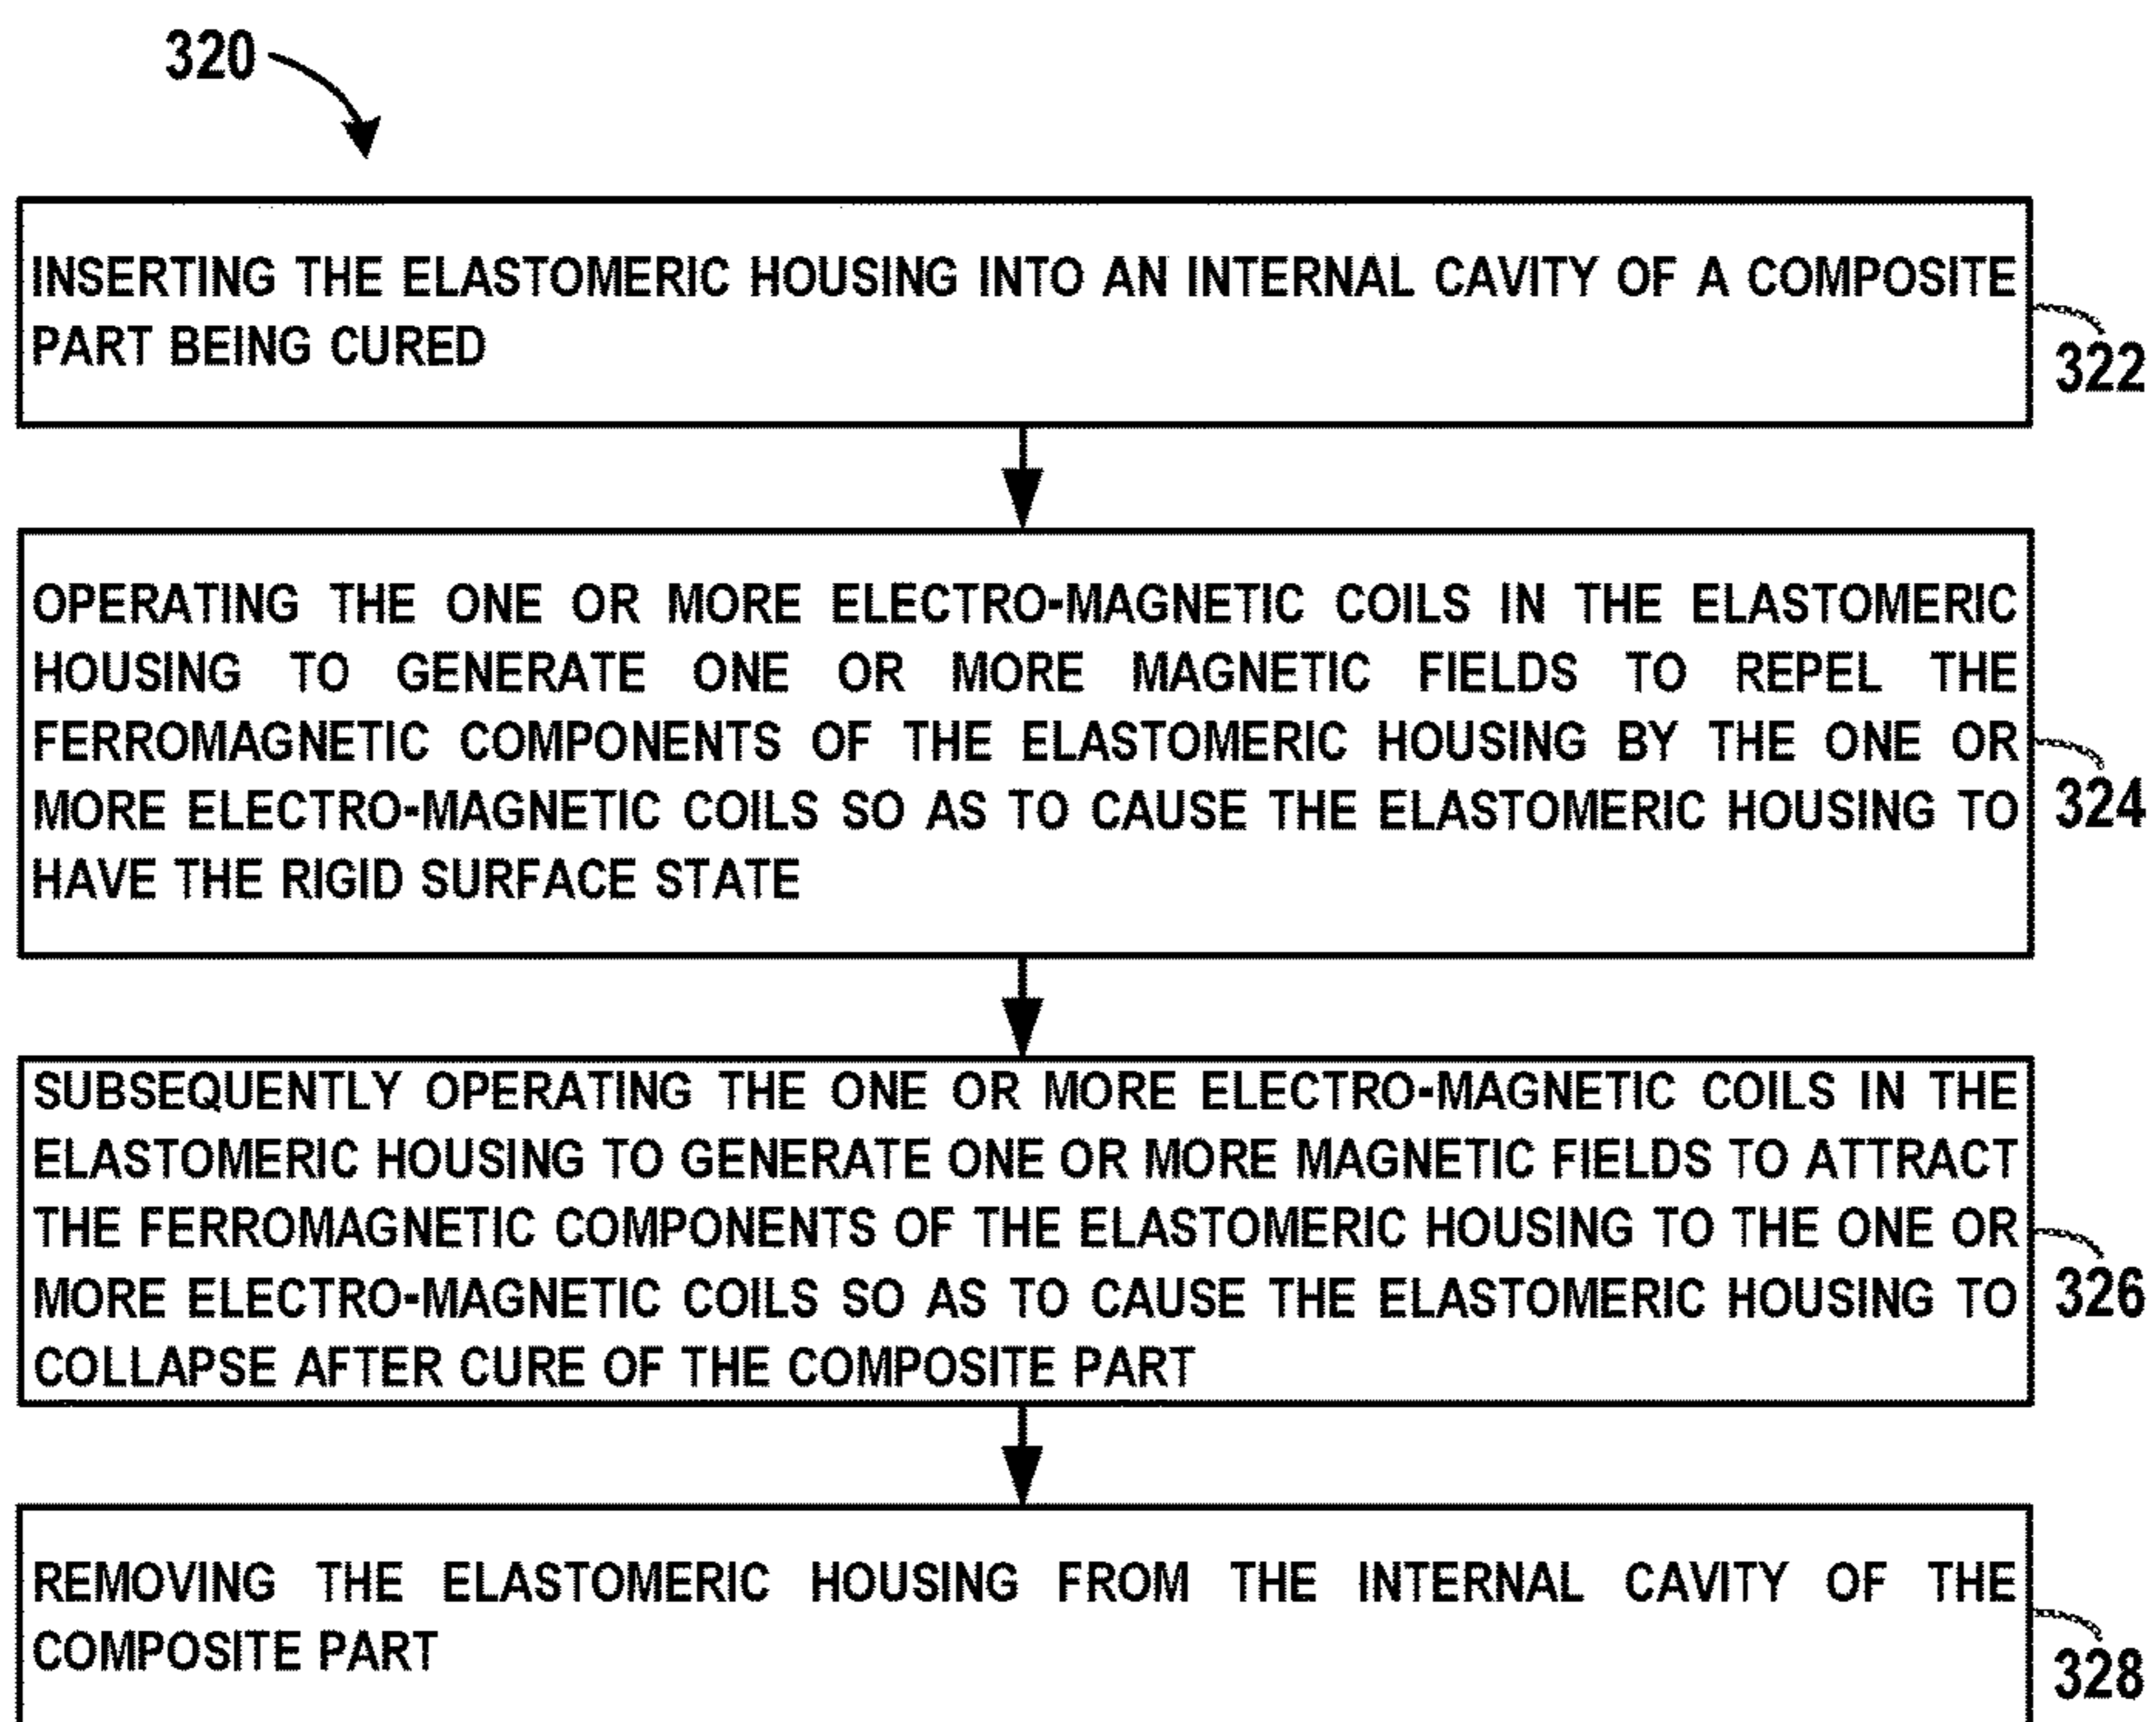 320
INSERTING THE ELASTOMERIC HOUSING INTO AN INTERNAL CAVITY OF A COMPOSITE
PART BEING CURED
322
OPERATING THE ONE OR MORE ELECTRO-MAGNETIC COILS IN THE ELASTOMERIC
HOUSING TO GENERATE ONE OR MORE MAGNETIC FIELDS TO REPEL THE
FERROMAGNETIC COMPONENTS OF THE ELASTOMERIC HOUSING BY THE ONE OR
MORE ELECTRO-MAGNETIC COILS SO AS TO CAUSE THE ELASTOMERIC HOUSING TO
HAVE THE RIGID SURFACE STATE
324
SUBSEQUENTLY OPERATING THE ONE OR MORE ELECTRO-MAGNETIC COILS IN THE
ELASTOMERIC HOUSING TO GENERATE ONE OR MORE MAGNETIC FIELDS TO ATTRACT
THE FERROMAGNETIC COMPONENTS OF THE ELASTOMERIC HOUSING TO THE ONE OR
MORE ELECTRO-MAGNETIC COILS SO AS TO CAUSE THE ELASTOMERIC HOUSING TO
COLLAPSE AFTER CURE OF THE COMPOSITE PART
326
REMOVING THE ELASTOMERIC HOUSING FROM THE INTERNAL CAVITY OF THE
COMPOSITE PART
328